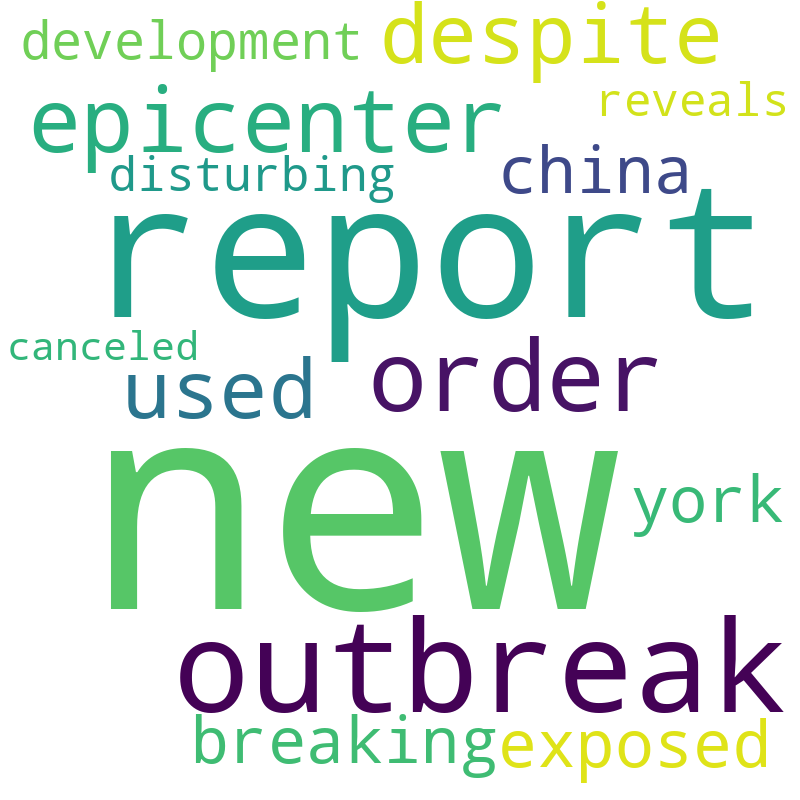 development despite
epicenter reveals
disturbing china
report
canceled
used order
new
york
outbreak
breaking exposed